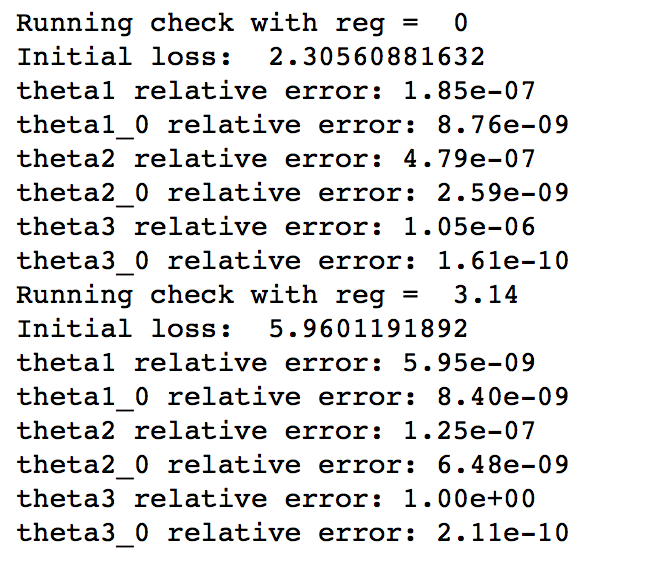 Running check with reg =  0
Initial loss:  2.30560881632
theta1 relative error: 1.85e-07
theta1_0 relative error: 8.76e-09
theta2 relative error: 4.79e-07
theta2_0 relative error: 2.59e-09
theta3 relative error: 1.05e-06
theta3_0 relative error: 1.61e-10
Running check with reg =  3.14
Initial loss:  5.9601191892
theta1 relative error: 5.95e-09
theta1_0 relative error: 8.40e-09
theta2 relative error: 1.25e-07
theta2_0 relative error: 6.48e-09
theta3 relative error: 1.00e+00
theta3_0 relative error: 2.11e-10